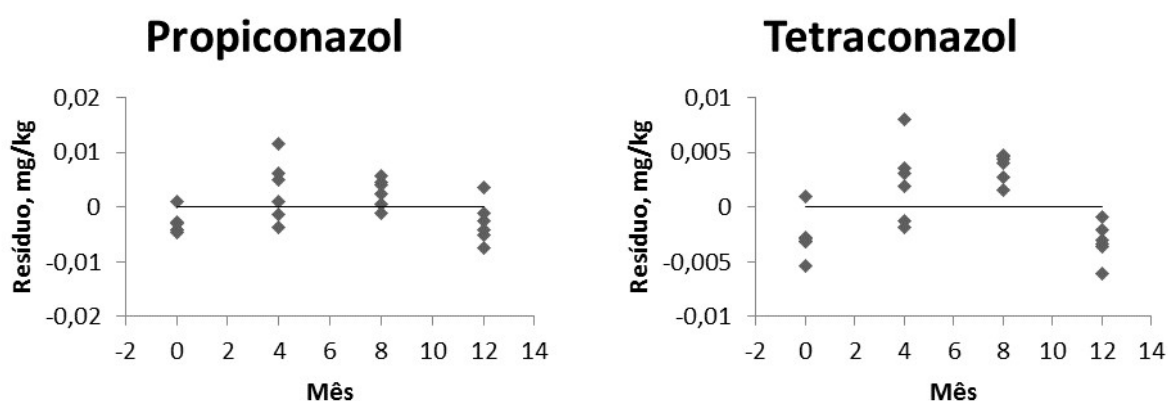 Propiconazol
Resíduo, mg/kg
0,02
0,01
0
-0,01
-0,02
-2 0 2 4 6 8 10 12 14
Mês
Tetraconazol
Resíduo, mg/kg
0,01
0,005
0
-0,005
-0,01
-2 0 2 4 6 8 10 12 14
Mês